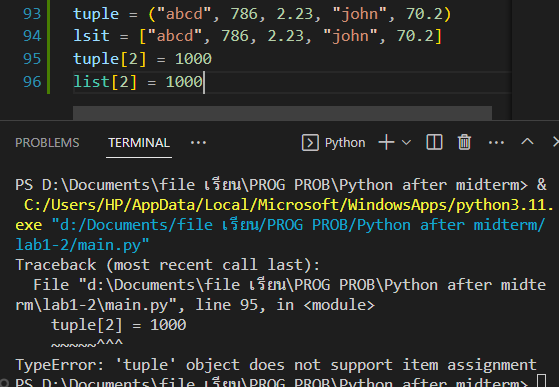 93 tuple = ("abcd", 786, 2.23, "john", 70.2)
94 lsit = ["abcd", 786, 2.23, "john", 70.2]
95 tuple[2] = 1000
96 list[2] = 1000
PROBLEMS TERMINAL ··· Python
PS D:\Documents\file เรียน\PROG PROB\Python after midterm> &
C:/Users/HP/AppData/Local/Microsoft/WindowsApps/python3.11.
exe "d:/Documents/file เรียน/PROG PROB/Python after midterm/
lab1-2/main.py"
Traceback (most recent call last):
File "d:\Documents\file เรียน\PROG PROB\Python after midte
rm\lab1-2\main.py", line 95, in <module>
tuple[2] = 1000
~~~~~^^^
TypeError: 'tuple' object does not support item assignment
PS D:\Documents\file เรียน\PROG PROB\Python after midterm>